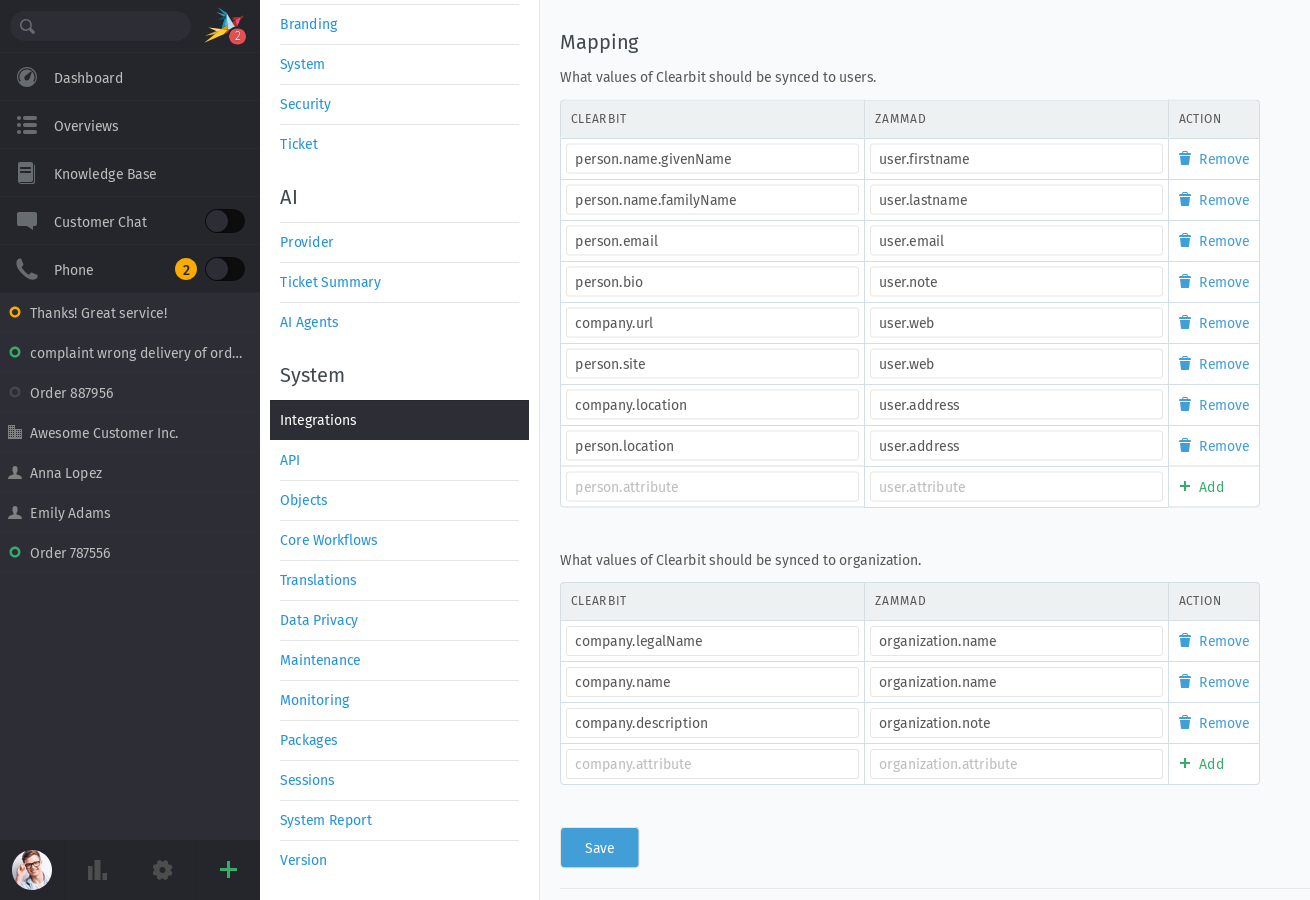 2
Dashboard
Overviews
Knowledge Base
Customer Chat
Phone 2
Thanks! Great service!
complaint wrong delivery of ord...
Order 887956
Awesome Customer Inc.
Anna Lopez
Emily Adams
Order 787556
Branding
System
Security
Ticket
AI
Provider
Ticket Summary
AI Agents
System
Integrations
API
Objects
Core Workflows
Translations
Data Privacy
Maintenance
Monitoring
Packages
Sessions
System Report
Version
Mapping
What values of Clearbit should be synced to users.
CLEARBIT ZAMMAD ACTION
person.name.givenName user.firstname Remove
person.name.familyName user.lastname Remove
person.email user.email Remove
person.bio user.note Remove
company.url user.web Remove
person.site user.web Remove
company.location user.address Remove
person.location user.address Remove
person.attribute user.attribute Add
What values of Clearbit should be synced to organization.
CLEARBIT ZAMMAD ACTION
company.legalName organization.name Remove
company.name organization.name Remove
company.description organization.note Remove
company.attribute organization.attribute Add
Save